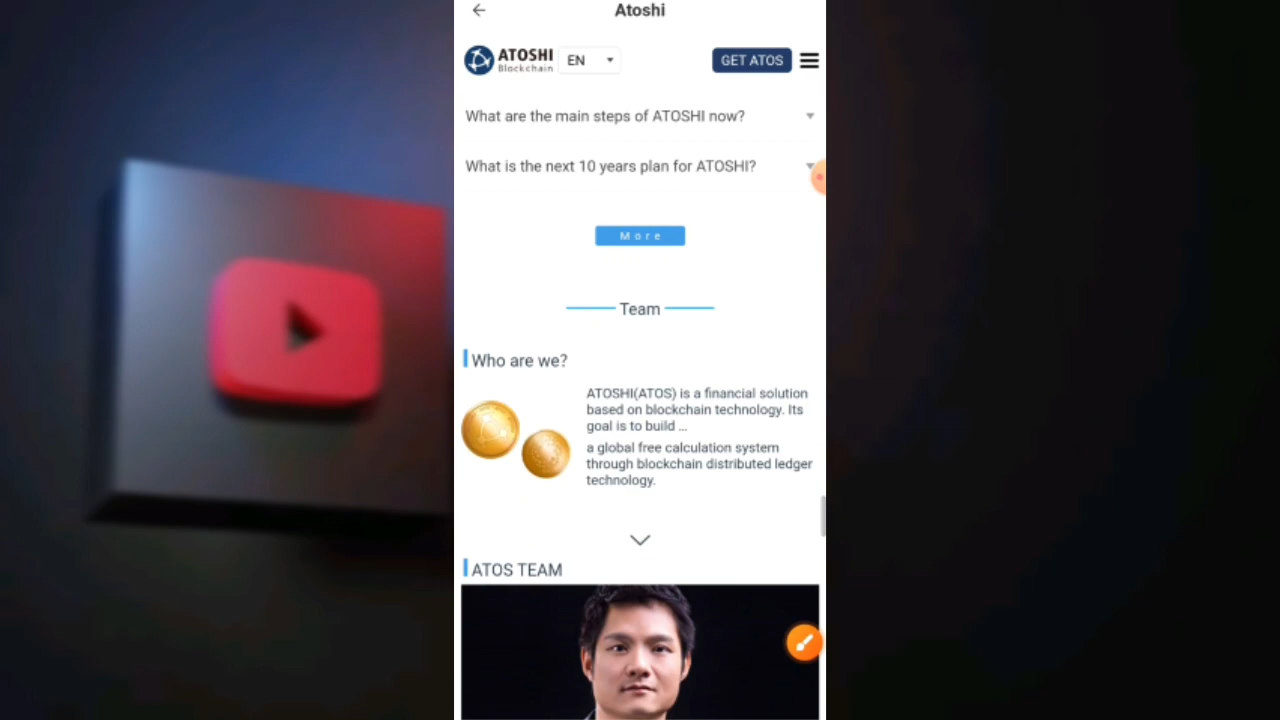 Atoshi
ATOSHI
Blockchain
EN
GET ATOS
What are the main steps of ATOSHI now?
What is the next 10 years plan for ATOSHI?
More
Team
Who are we?
ATOSHI(ATOS) is a financial solution
based on blockchain technology. Its
goal is to build ...
a global free calculation system
through blockchain distributed ledger
technology.
ATOS TEAM